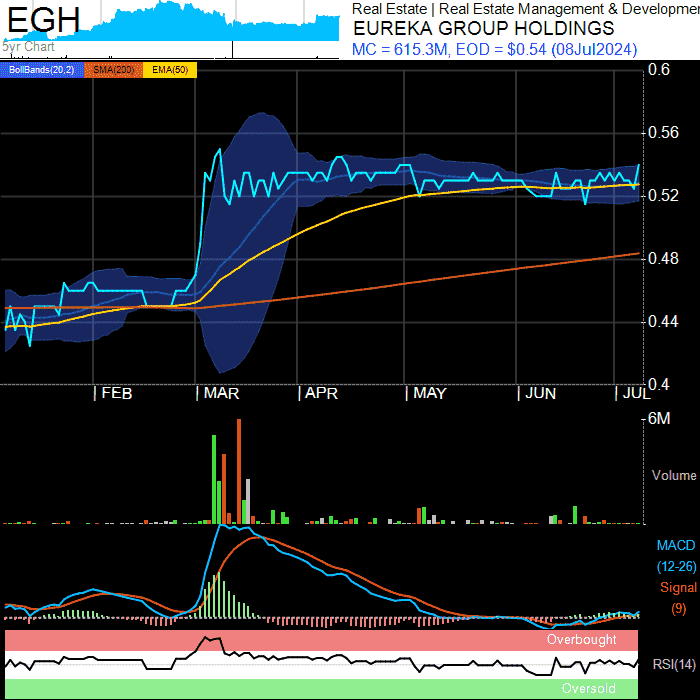 EGH
5yr Chart
Real Estate | Real Estate Management & Developmen
EUREKA GROUP HOLDINGS
MC = 615.3M, EOD = $0.54 (08Jul2024)
BollBands(20,2) SMA(200) EMA(50)
0.6
0.56
0.52
0.48
0.44
0.4
FEB MAR APR MAY JUN JUL
6M
Volume
MACD
(12-26)
Signal
(9)
Overbought
RSI(14)
Oversold